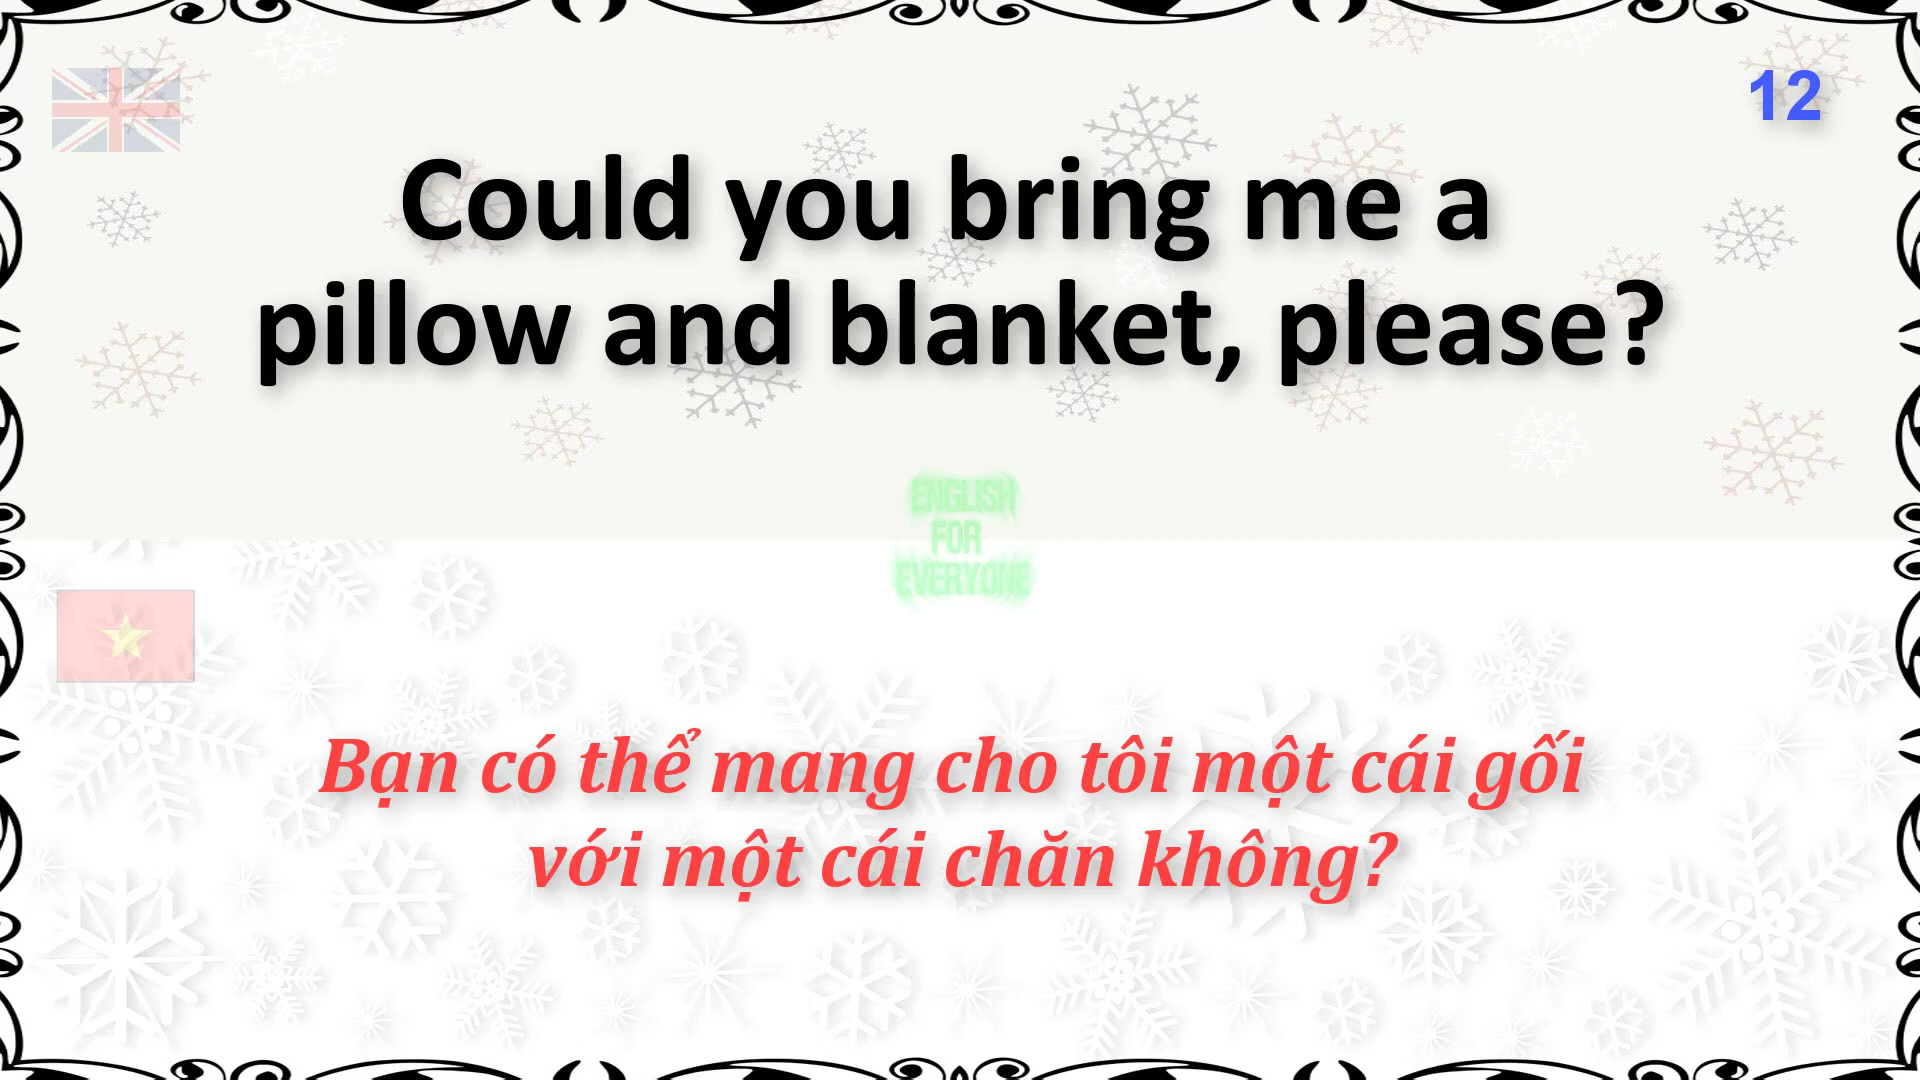 12
Could you bring me a
pillow and blanket, please?
ENGLISH
FOR
EVERYONE
Bạn có thể mang cho tôi một cái gối
với một cái chăn không?